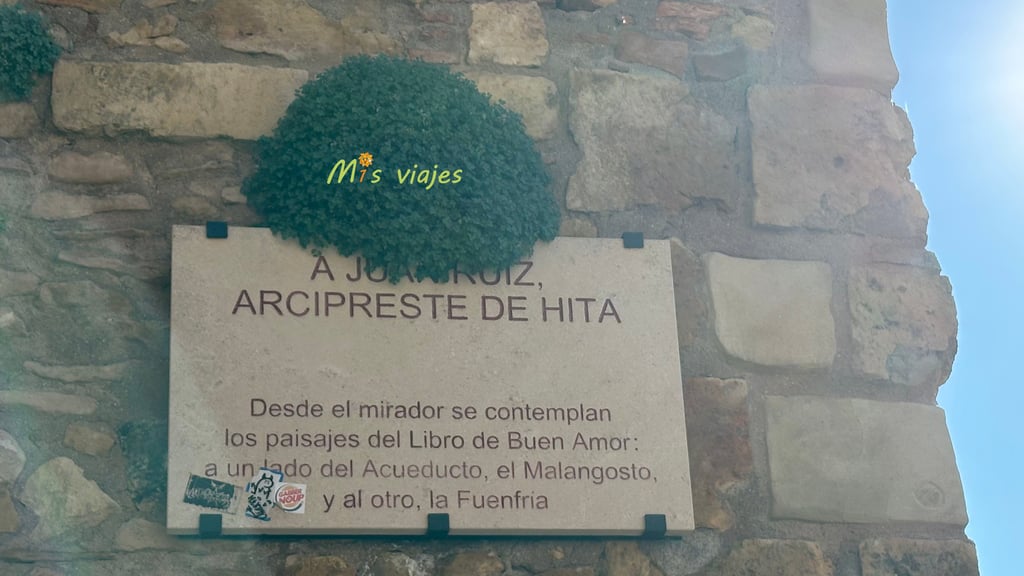 Mis viajes
A JUAN RUIZ,
ARCIPRESTE DE HITA
Desde el mirador se contemplan
los paisajes del Libro de Buen Amor:
a un lado del Acueducto, el Malangosto,
y al otro, la Fuenfría